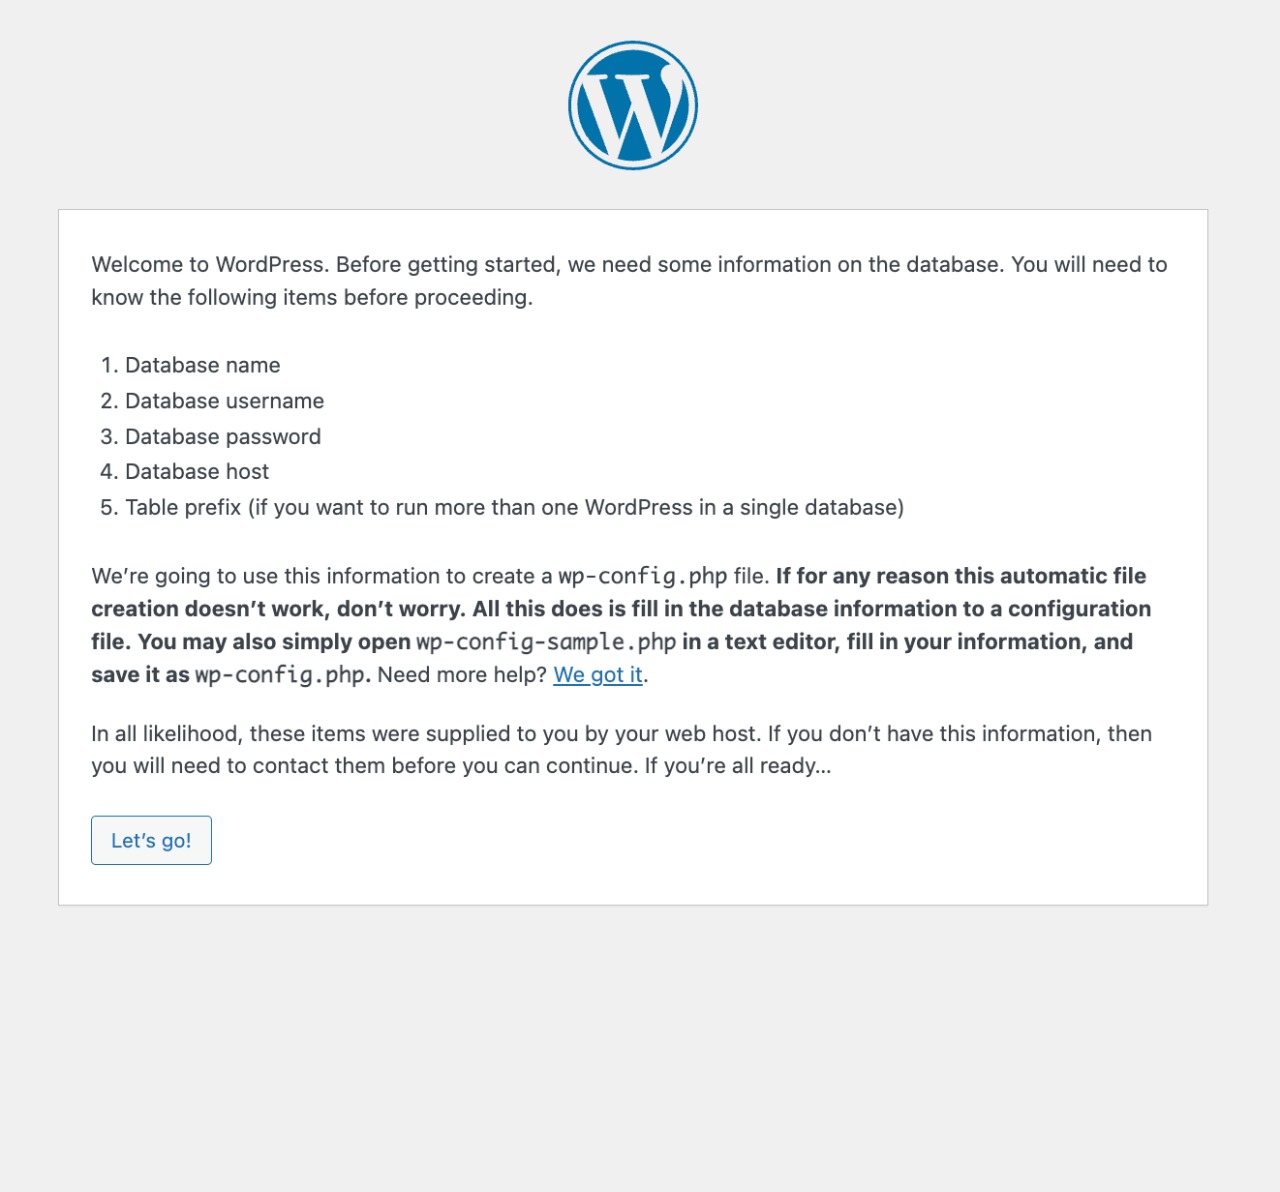 Welcome to WordPress. Before getting started, we need some information on the database. You will need to
know the following items before proceeding.
1. Database name
2. Database username
3. Database password
4. Database host
5. Table prefix (if you want to run more than one WordPress in a single database)
We’re going to use this information to create a wp-config.php file. If for any reason this automatic file
creation doesn’t work, don’t worry. All this does is fill in the database information to a configuration
file. You may also simply open wp-config-sample.php in a text editor, fill in your information, and
save it as wp-config.php. Need more help? We got it.
In all likelihood, these items were supplied to you by your web host. If you don’t have this information, then
you will need to contact them before you can continue. If you’re all ready…
Let’s go!